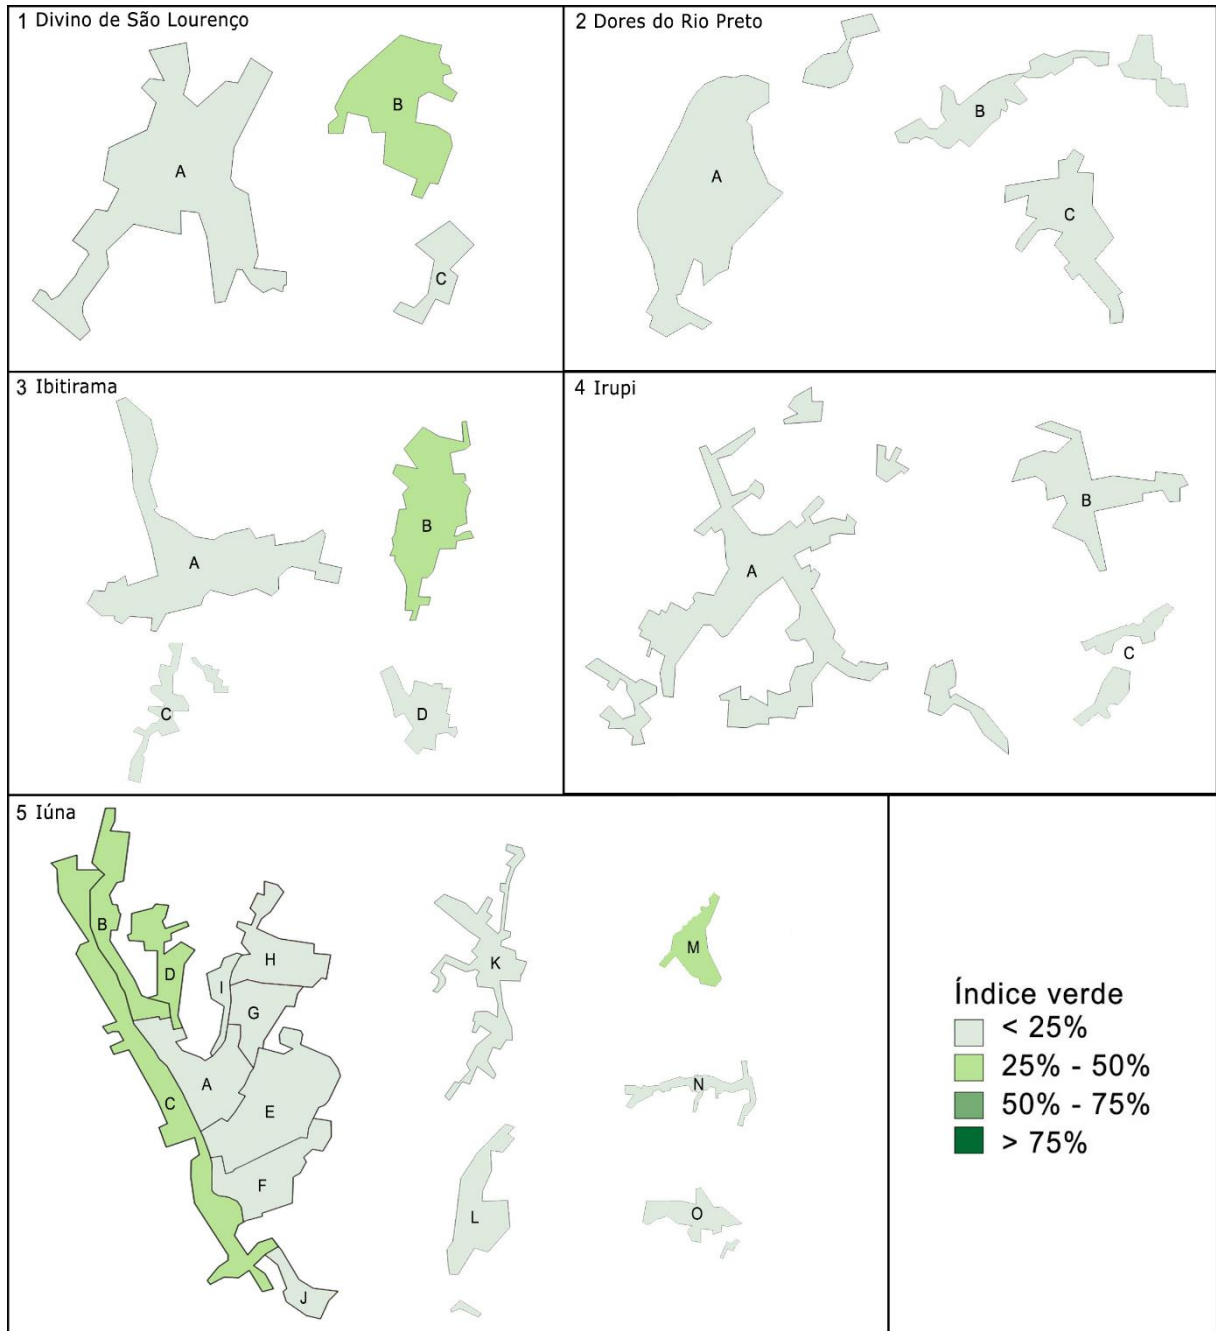 1 Divino de São Lourenço
A
B
C
2 Dores do Rio Preto
A
B
C
3 Ibitirama
A
B
C
D
4 Irupi
A
B
C
5 Iúna
B
D
H
I
G
A
C
E
F
J
K
L
M
N
O
Índice verde
< 25%
25% - 50%
50% - 75%
> 75%